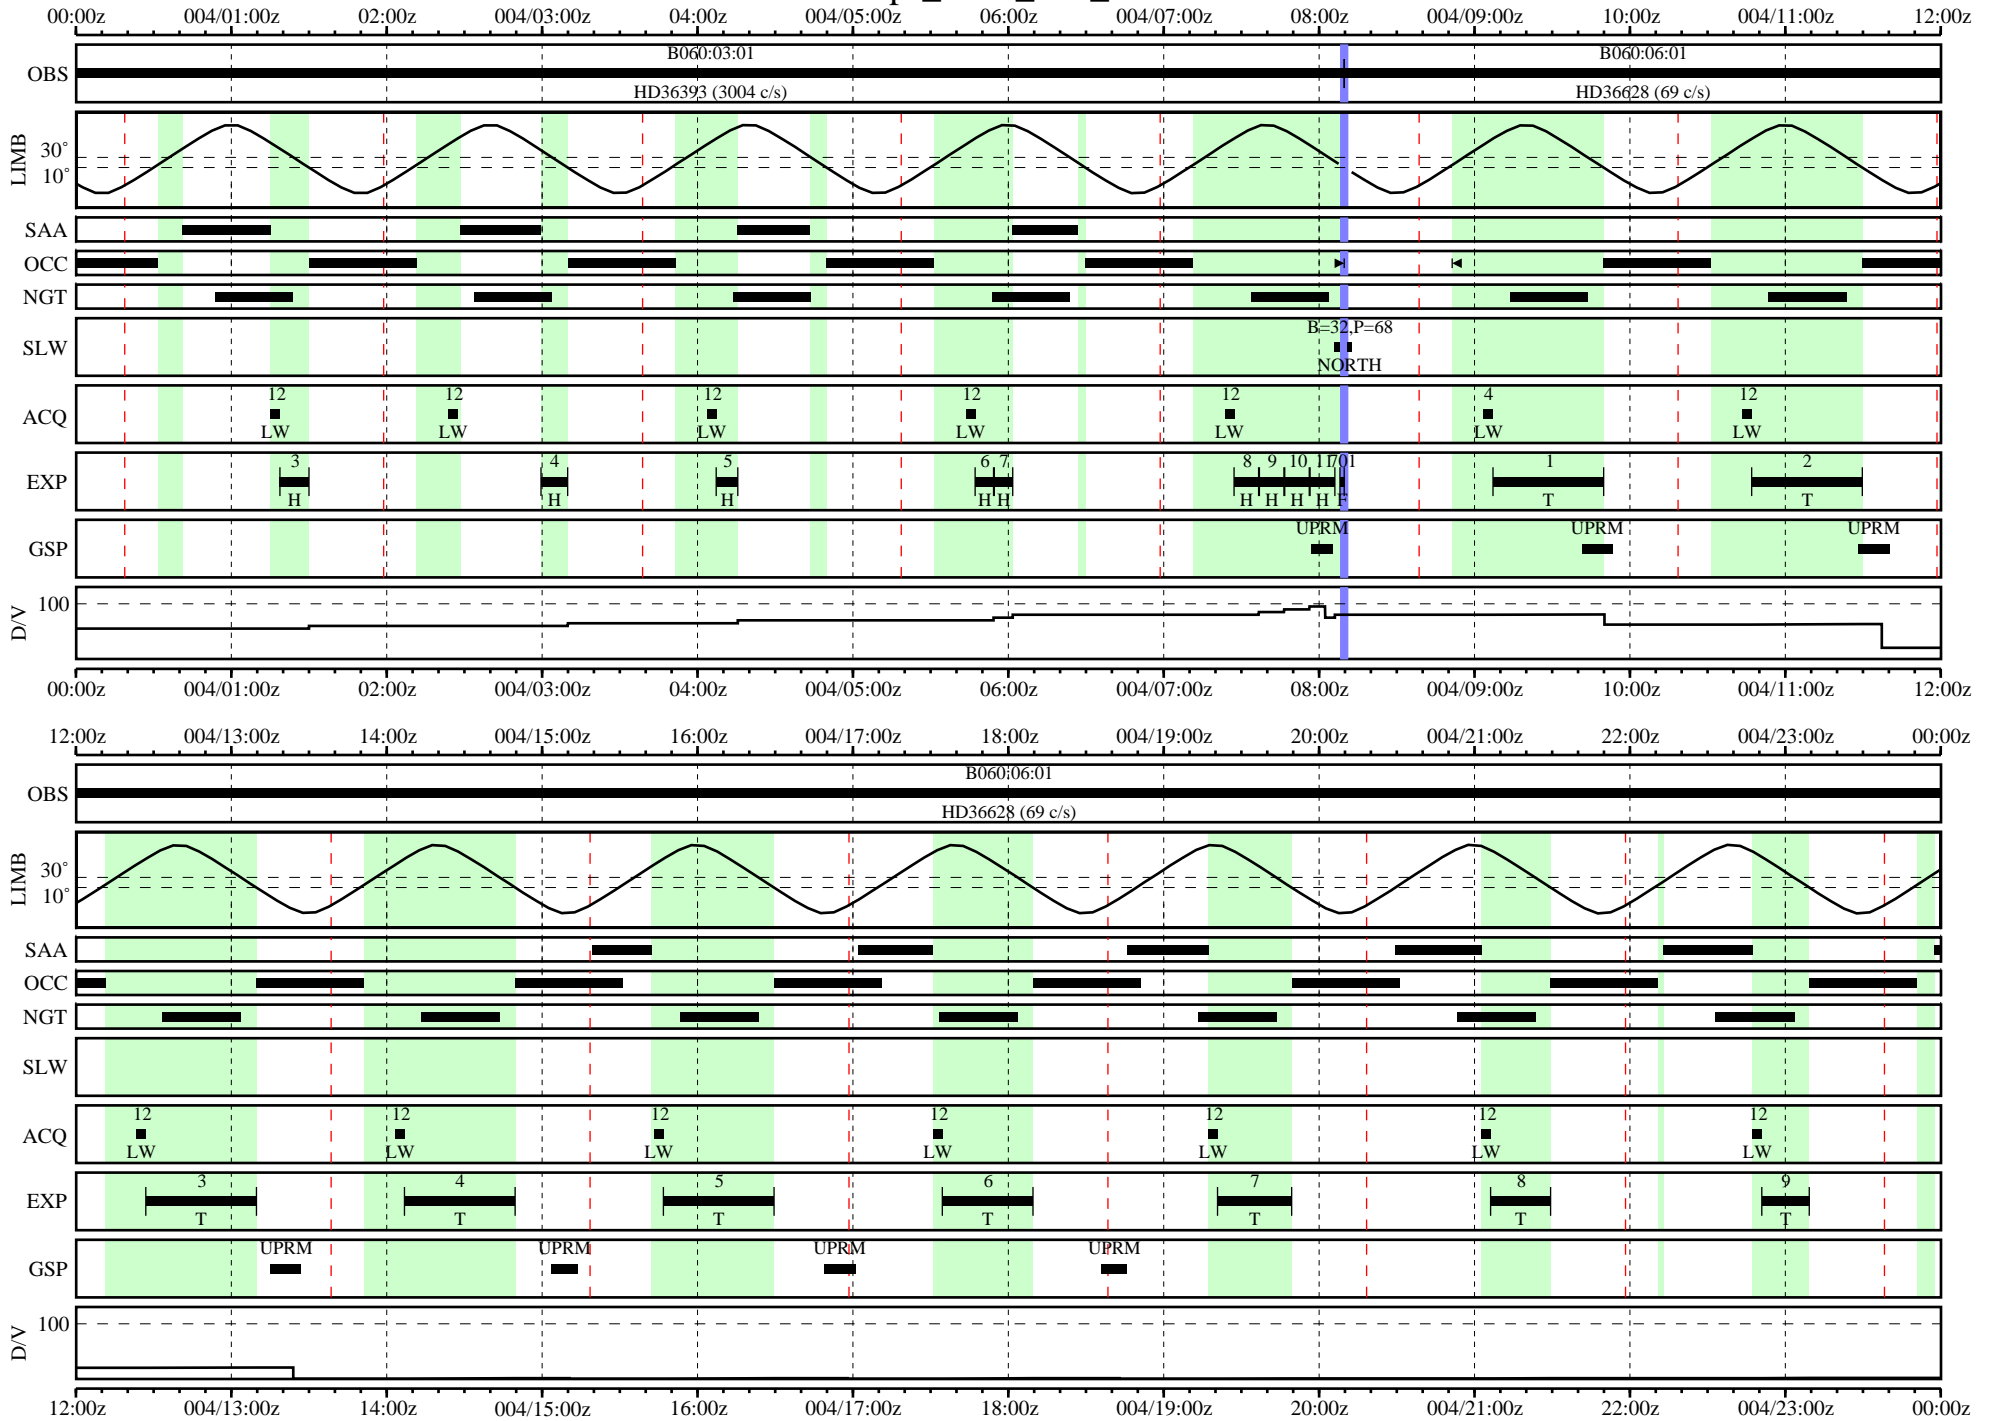 00:00z 004/01:00z 02:00z 004/03:00z 04:00z 004/05:00z 06:00z 004/07:00z 08:00z 004/09:00z 10:00z 004/11:00z 12:00z
B060:03:01 B060:06:01
OBS
HD36393 (3004 c/s) HD36628 (69 c/s)
LIMB 30° 10°
SAA
OCC
NGT
B=32,P=68
SLW
NORTH
12 12 12 12 12 4 12
ACQ
LW LW LW LW LW LW LW
3 4 5 6 7 8 9 10 11 701 1 2
EXP
H H H H H H H H H F T T
UPRM UPRM UPRM
GSP
D/V 100
00:00z 004/01:00z 02:00z 004/03:00z 04:00z 004/05:00z 06:00z 004/07:00z 08:00z 004/09:00z 10:00z 004/11:00z 12:00z
12:00z 004/13:00z 14:00z 004/15:00z 16:00z 004/17:00z 18:00z 004/19:00z 20:00z 004/21:00z 22:00z 004/23:00z 00:00z
B060:06:01
OBS
HD36628 (69 c/s)
LIMB 30° 10°
SAA
OCC
NGT
SLW
12 12 12 12 12 12 12
ACQ
LW LW LW LW LW LW LW
3 4 5 6 7 8 9
EXP
T T T T T T T
UPRM UPRM UPRM UPRM
GSP
D/V 100
12:00z 004/13:00z 14:00z 004/15:00z 16:00z 004/17:00z 18:00z 004/19:00z 20:00z 004/21:00z 22:00z 004/23:00z 00:00z